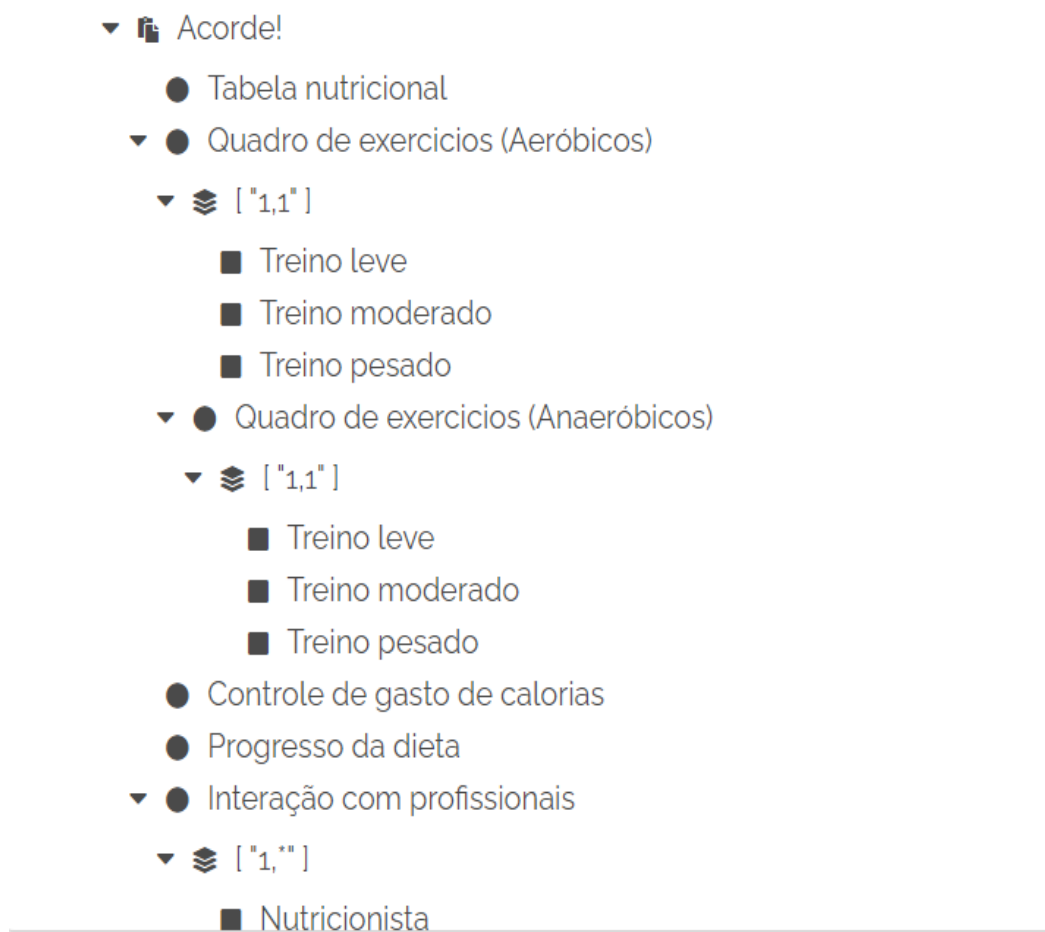 Acorde!
Tabela nutricional
Quadro de exercicios (Aeróbicos)
[ "1,1" ]
Treino leve
Treino moderado
Treino pesado
Quadro de exercicios (Anaeróbicos)
[ "1,1" ]
Treino leve
Treino moderado
Treino pesado
Controle de gasto de calorias
Progresso da dieta
Interação com profissionais
[ "1,*" ]
Nutricionista